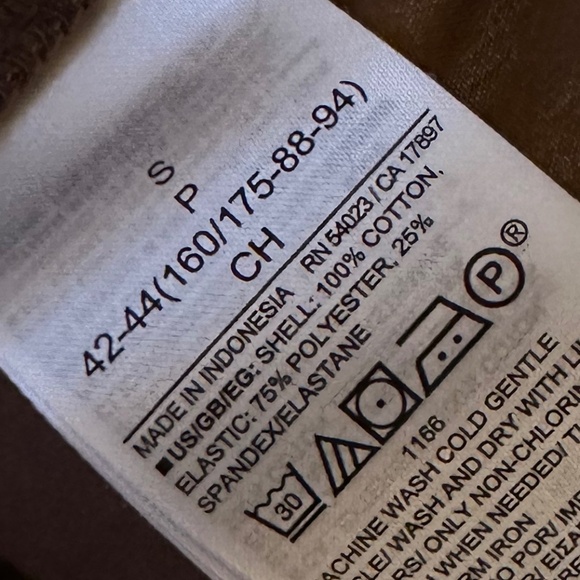 S
P
42-44(160/175-88-94)
CH
MADE IN INDONESIA RN 54023 / CA 17897
■US/GB/EG: SHELL: 100% COTTON,
ELASTIC: 75% POLYESTER, 25%
SPANDEX/ELASTANE
30 P ®
1166
MACHINE WASH COLD GENTLE
WASH AND DRY WITH
ONLY NON-CHLORI
WHEN NEEDED/
IRON
POR/